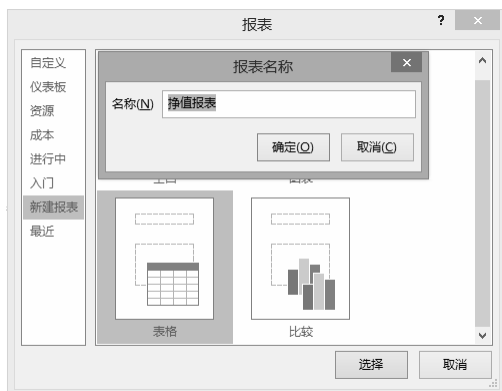 报表
?
自定义
仪表板
资源
成本
进行中
入门
新建报表
最近
报表名称
名称(N)
挣值报表
确定(O)
取消(C)
表格
比较
选择
取消